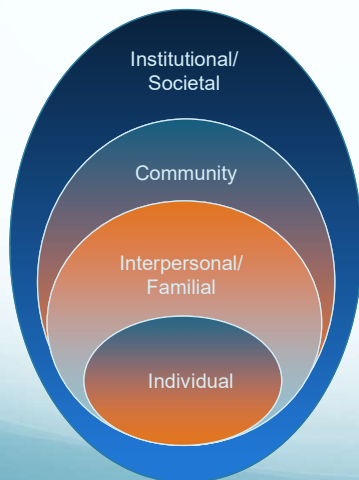 Institutional/
Societal
Community
Interpersonal/
Familial
Individual